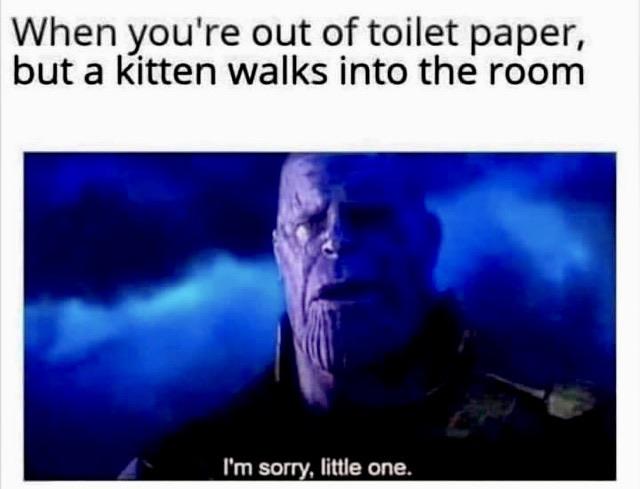 When you're out of toilet paper,
but a kitten walks into the room
I'm sorry, little one.